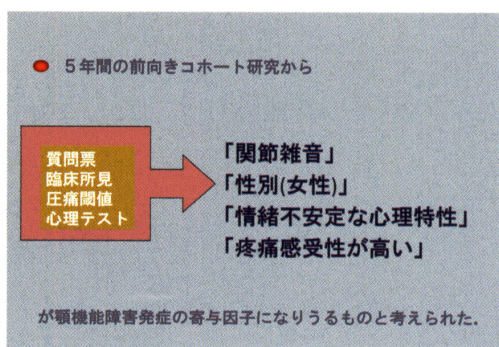 ５年間の前向きコホート研究から
質問票
臨床所見
圧痛閾値
心理テスト
「関節雑音」
「性別(女性)」
「情緒不安定な心理特性」
「疼痛感受性が高い」
が顎機能障害発症の寄与因子になりうるものと考えられた.